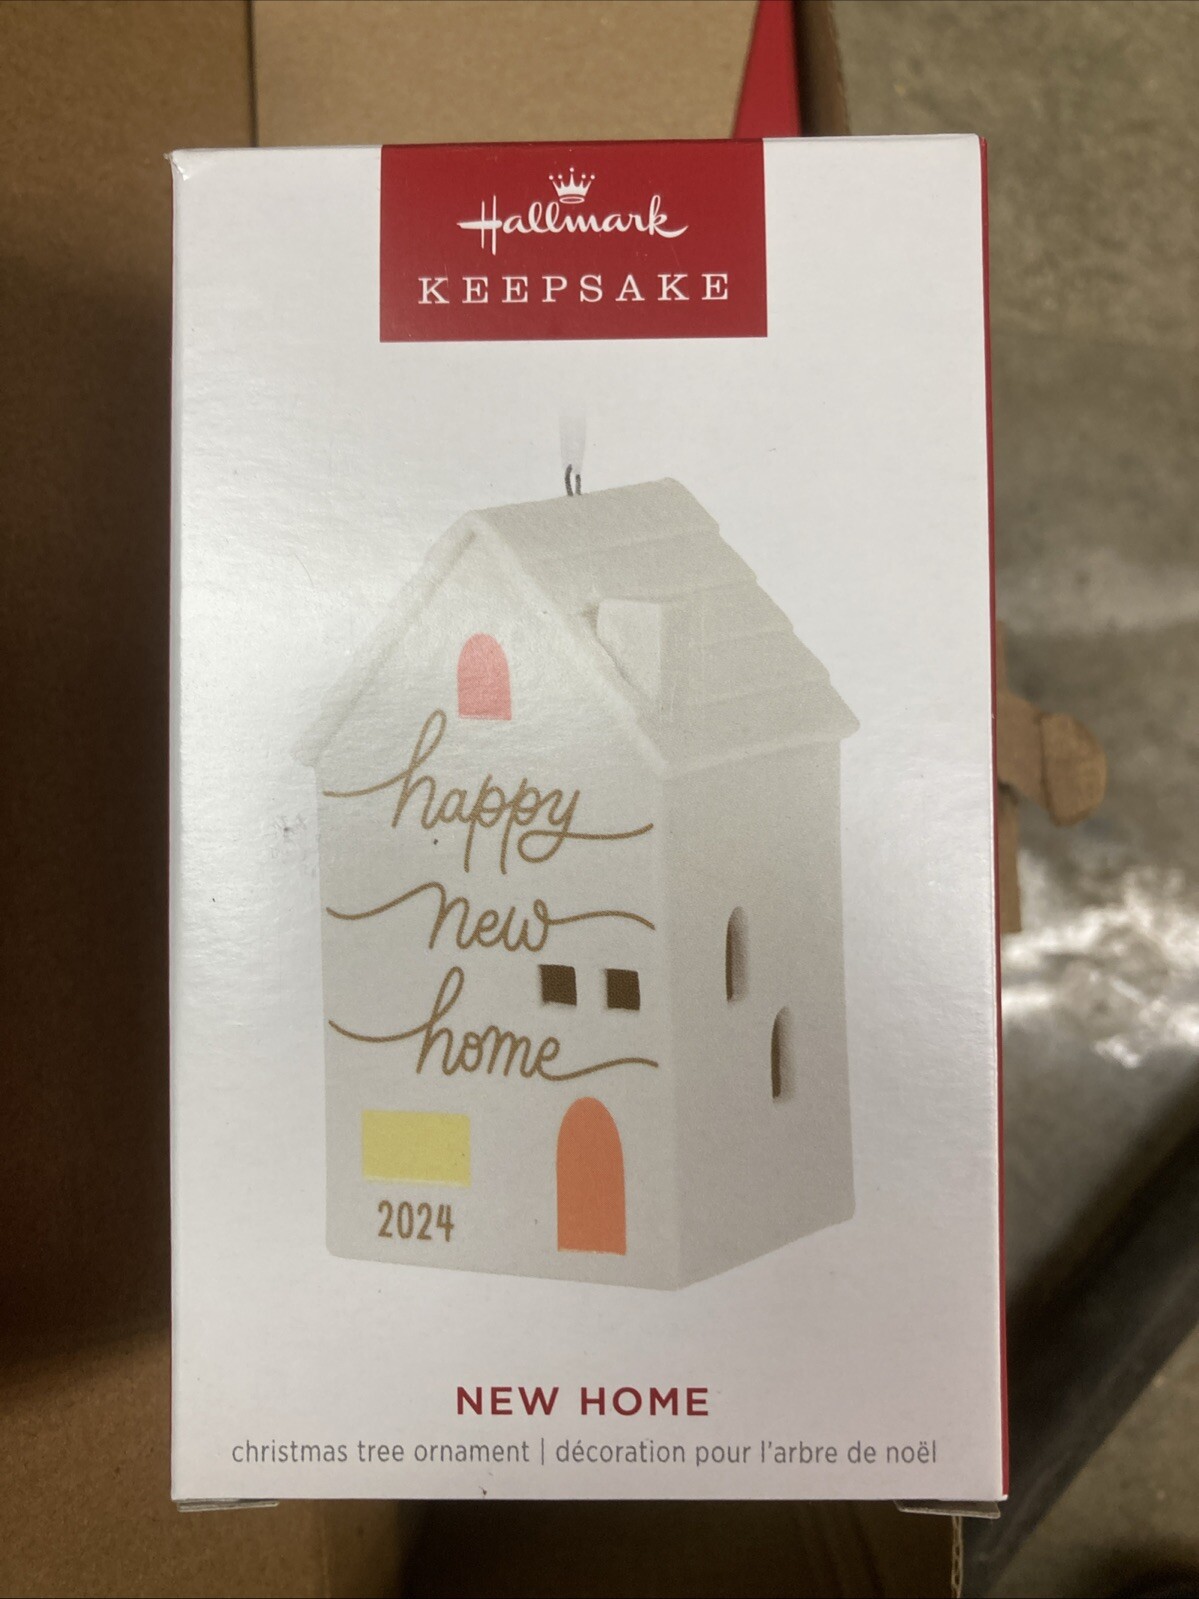 Hallmark
KEEPSAKE
happy
new
home
2024
NEW HOME
christmas tree ornament | décoration pour l'arbre de noël